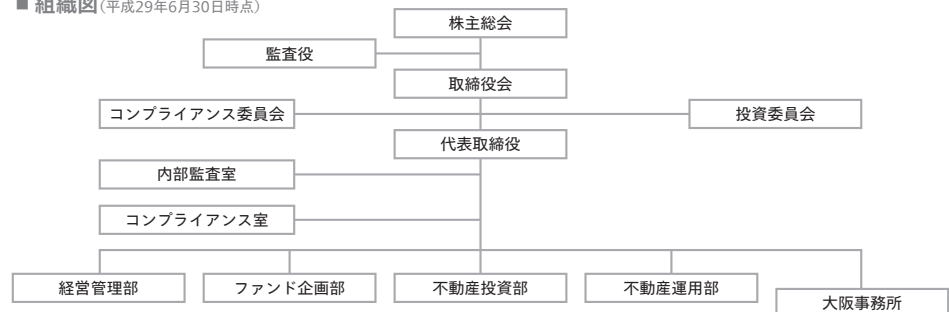 ■ 組織図(平成29年6月30日時点)
株主総会
監査役
取締役会
コンプライアンス委員会
投資委員会
代表取締役
内部監査室
コンプライアンス室
経営管理部
ファンド企画部
不動産投資部
不動産運用部
大阪事務所